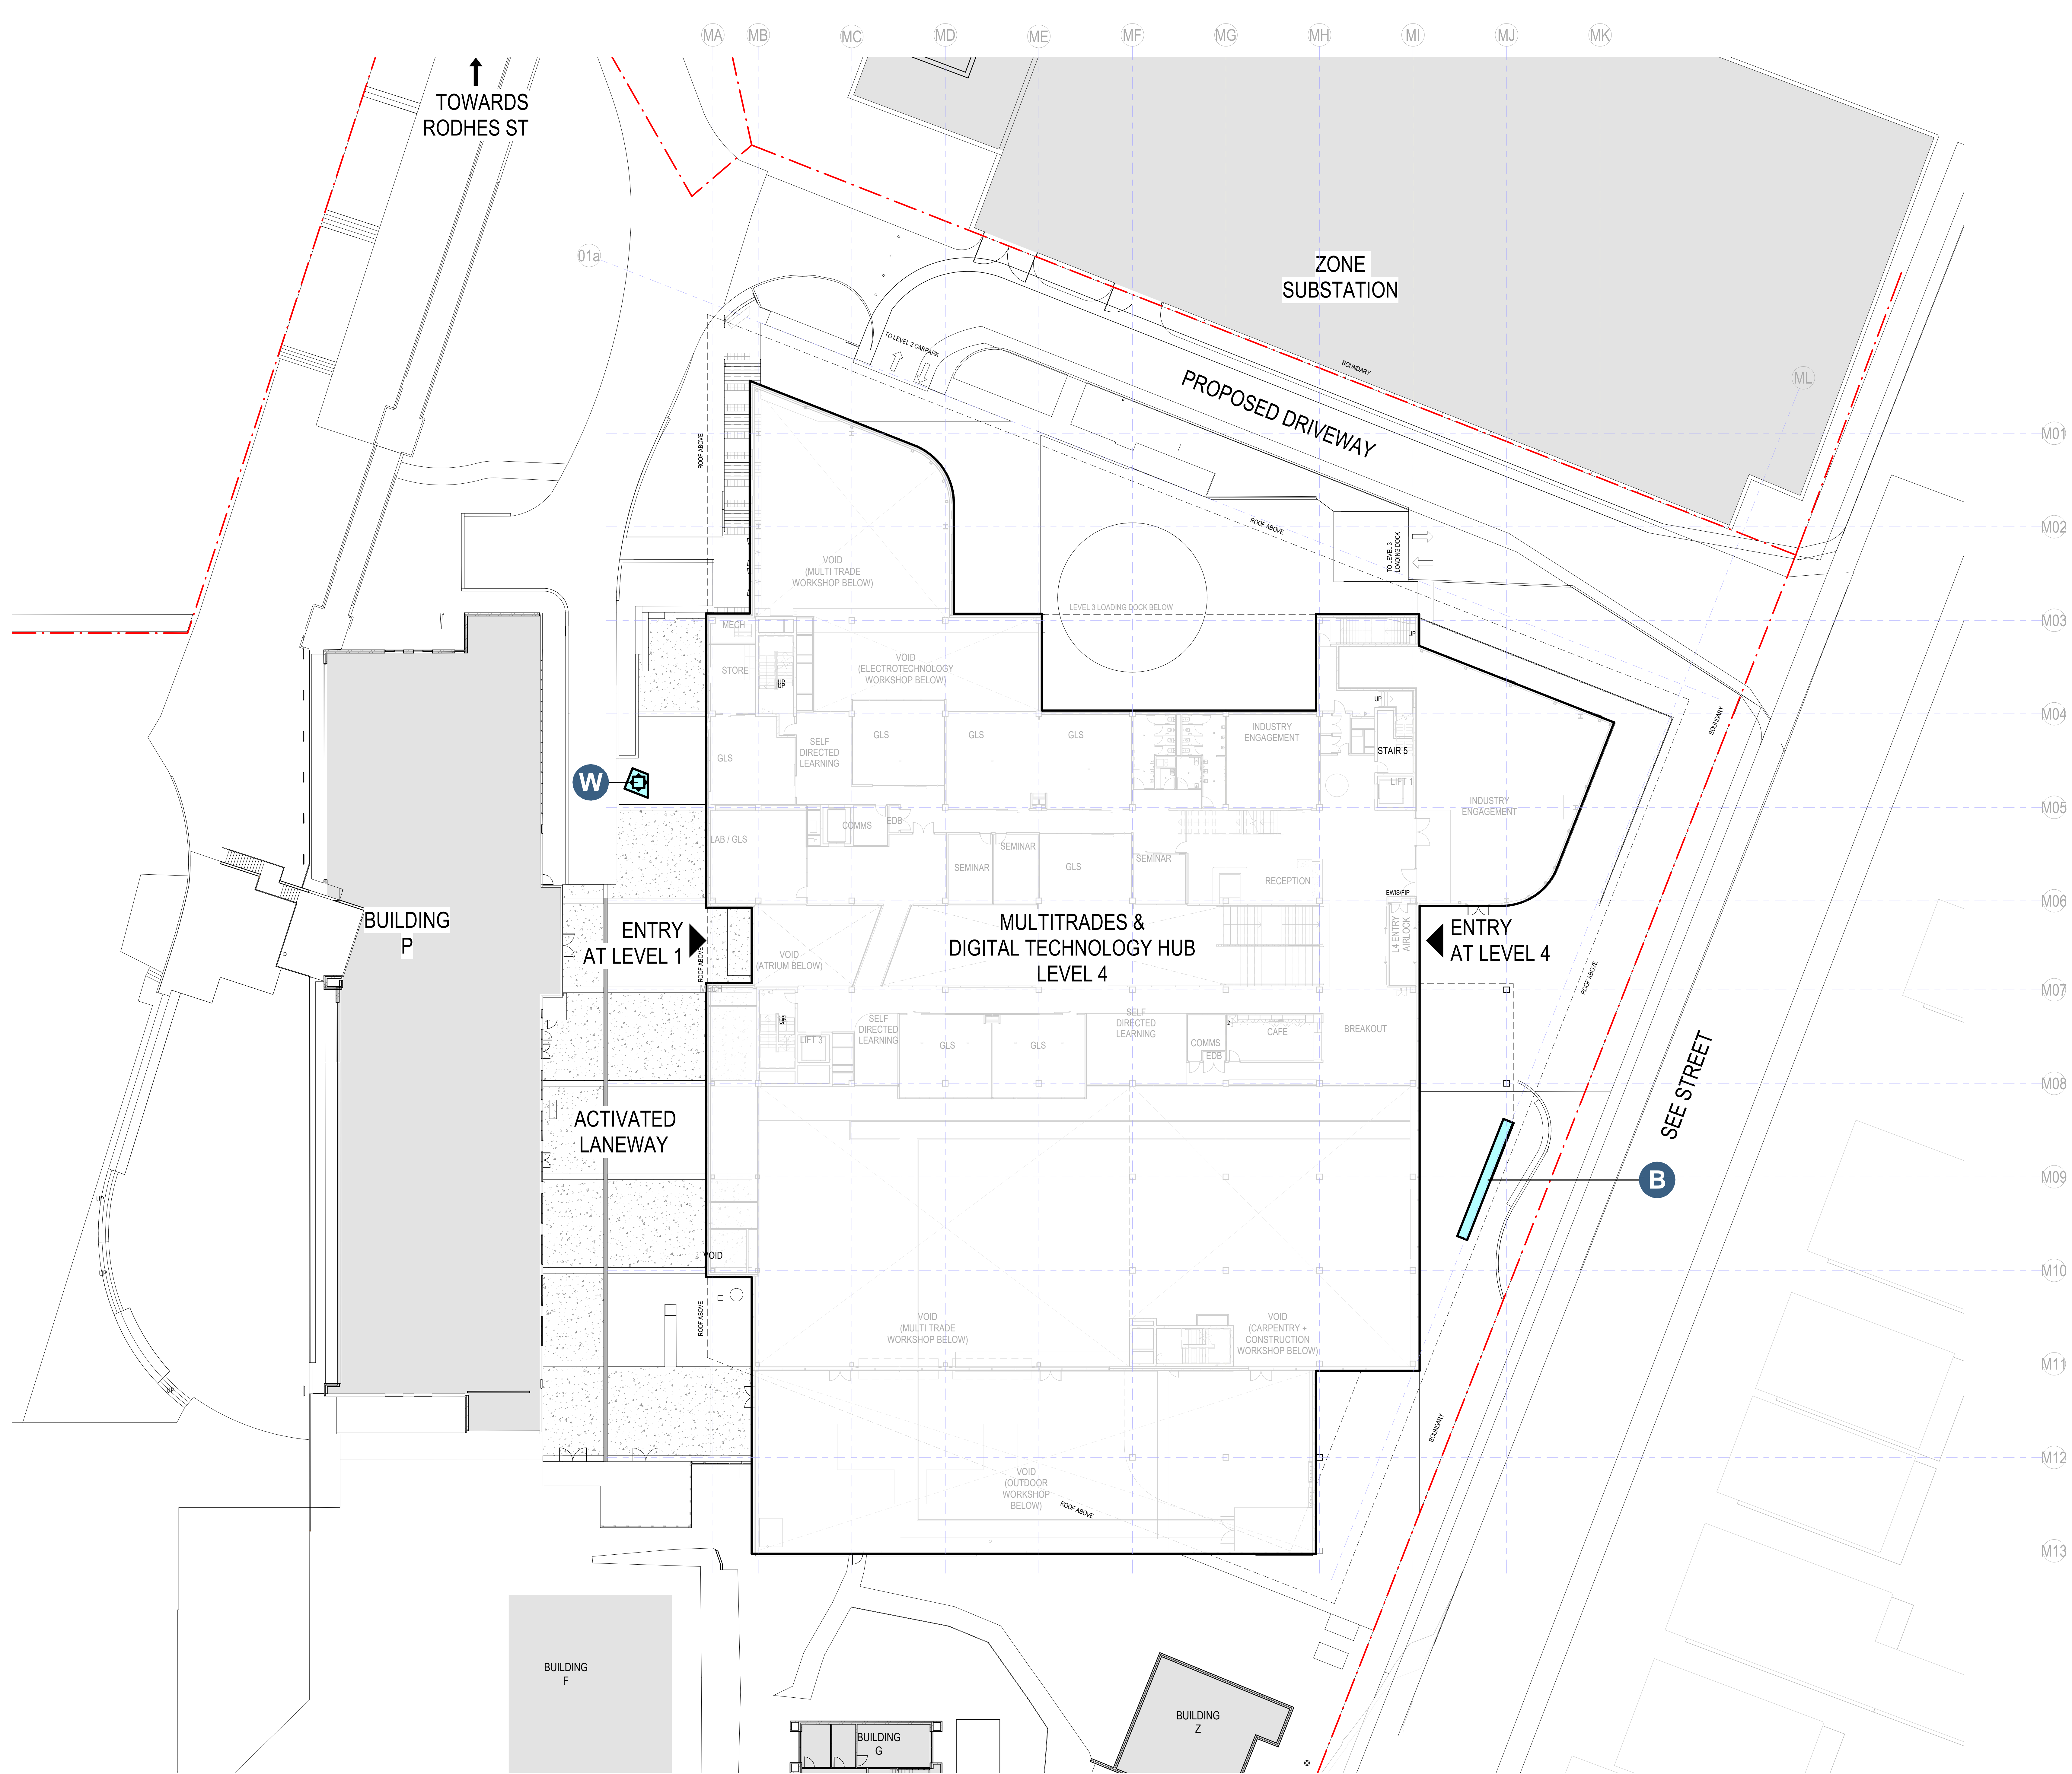 MA MB MC MD ME MF MG MH MI MJ MK
TOWARDS
RODHES ST
01a
ZONE
SUBSTATION
TO LEVEL 2 CARPARK
BOUNDARY
PROPOSED DRIVEWAY
ML
M01
ROOF ABOVE
ROOF ABOVE
M02
TO LEVEL 3
LOADING DOCK
VOID
(MULTI TRADE
WORKSHOP BELOW)
LEVEL 3 LOADING DOCK BELOW
M03
MECH
UP
VOID
(ELECTROTECHNOLOGY
WORKSHOP BELOW)
STORE
UP
M04
BOUNDARY
SELF
DIRECTED
LEARNING
GLS
GLS
GLS
INDUSTRY
ENGAGEMENT
STAIR 5
GLS
LIFT 1
W
INDUSTRY
ENGAGEMENT
M05
COMMS
EDB
LAB / GLS
SEMINAR
SEMINAR
SEMINAR
GLS
RECEPTION
EWIS/FIP
M06
BUILDING
P
ENTRY
AT LEVEL 1
ROOF ABOVE
VOID
(ATRIUM BELOW)
MULTITRADES &
DIGITAL TECHNOLOGY HUB
LEVEL 4
L4 ENTRY
AIRLOCK
ENTRY
AT LEVEL 4
ROOF ABOVE
MECH
M07
LIFT 3
SELF
DIRECTED
LEARNING
GLS
GLS
SELF
DIRECTED
LEARNING
COMMS
EDB
2
CAFE
BREAKOUT
M08
SEE STREET
ACTIVATED
LANEWAY
B
M09
UP
UP
UP
VOID
M10
ROOF ABOVE
VOID
(MULTI TRADE
WORKSHOP BELOW)
VOID
(CARPENTRY +
CONSTRUCTION
WORKSHOP BELOW)
M11
BOUNDARY
M12
VOID
(OUTDOOR
WORKSHOP
BELOW)
ROOF ABOVE
M13
BUILDING
F
BUILDING
G
BUILDING
Z